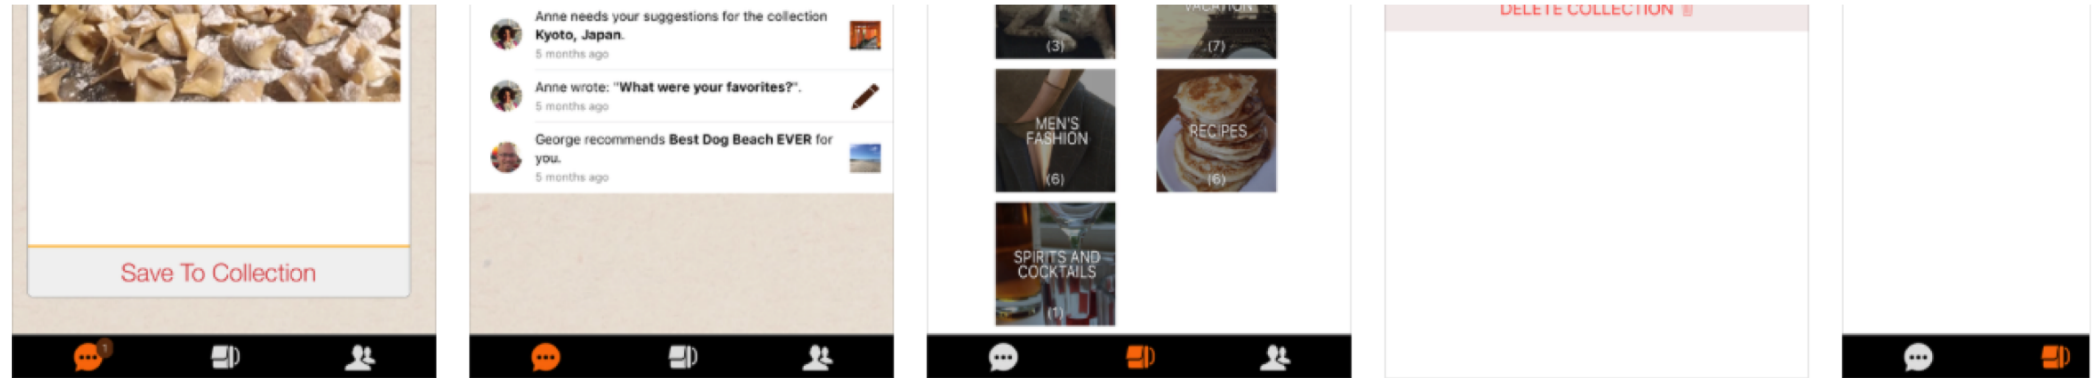 Save To Collection
1
Anne needs your suggestions for the collection
Kyoto, Japan.
5 months ago
Anne wrote: "What were your favorites?".
5 months ago
George recommends Best Dog Beach EVER for
you.
5 months ago
(3)
VACATION
(7)
MEN'S
FASHION
(6)
RECIPES
(6)
SPIRITS AND
COCKTAILS
(1)
DELETE COLLECTION